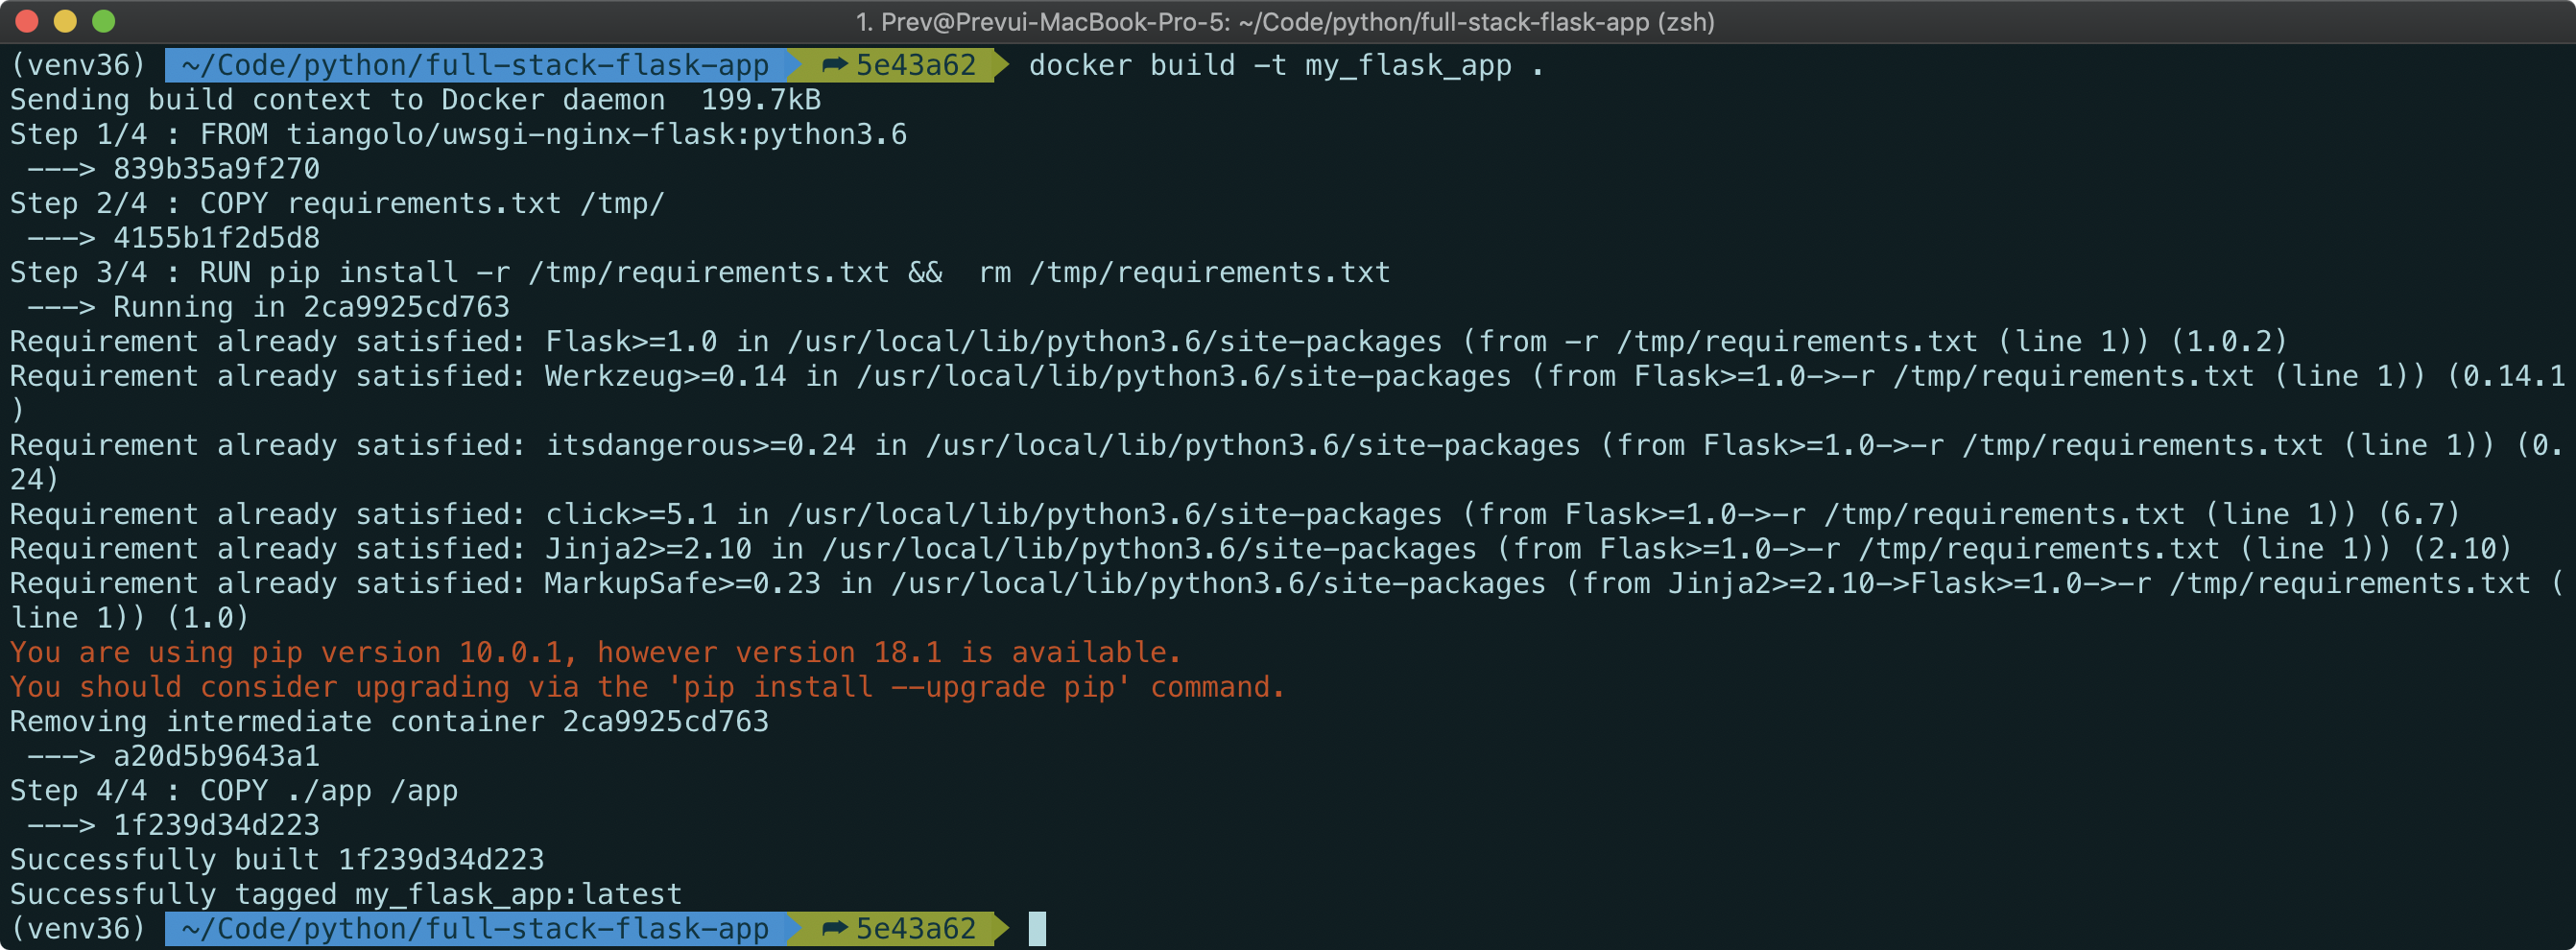 1. Prev@Prevui-MacBook-Pro-5: ~/Code/python/full-stack-flask-app (zsh)
(venv36) ~/Code/python/full-stack-flask-app ➦ 5e43a62 docker build -t my_flask_app .
Sending build context to Docker daemon  199.7kB
Step 1/4 : FROM tiangolo/uwsgi-nginx-flask:python3.6
 ---> 839b35a9f270
Step 2/4 : COPY requirements.txt /tmp/
 ---> 4155b1f2d5d8
Step 3/4 : RUN pip install -r /tmp/requirements.txt &&  rm /tmp/requirements.txt
 ---> Running in 2ca9925cd763
Requirement already satisfied: Flask>=1.0 in /usr/local/lib/python3.6/site-packages (from -r /tmp/requirements.txt (line 1)) (1.0.2)
Requirement already satisfied: Werkzeug>=0.14 in /usr/local/lib/python3.6/site-packages (from Flask>=1.0->-r /tmp/requirements.txt (line 1)) (0.14.1
)
Requirement already satisfied: itsdangerous>=0.24 in /usr/local/lib/python3.6/site-packages (from Flask>=1.0->-r /tmp/requirements.txt (line 1)) (0.
24)
Requirement already satisfied: click>=5.1 in /usr/local/lib/python3.6/site-packages (from Flask>=1.0->-r /tmp/requirements.txt (line 1)) (6.7)
Requirement already satisfied: Jinja2>=2.10 in /usr/local/lib/python3.6/site-packages (from Flask>=1.0->-r /tmp/requirements.txt (line 1)) (2.10)
Requirement already satisfied: MarkupSafe>=0.23 in /usr/local/lib/python3.6/site-packages (from Jinja2>=2.10->Flask>=1.0->-r /tmp/requirements.txt (
line 1)) (1.0)
You are using pip version 10.0.1, however version 18.1 is available.
You should consider upgrading via the 'pip install --upgrade pip' command.
Removing intermediate container 2ca9925cd763
 ---> a20d5b9643a1
Step 4/4 : COPY ./app /app
 ---> 1f239d34d223
Successfully built 1f239d34d223
Successfully tagged my_flask_app:latest
(venv36) ~/Code/python/full-stack-flask-app ➦ 5e43a62